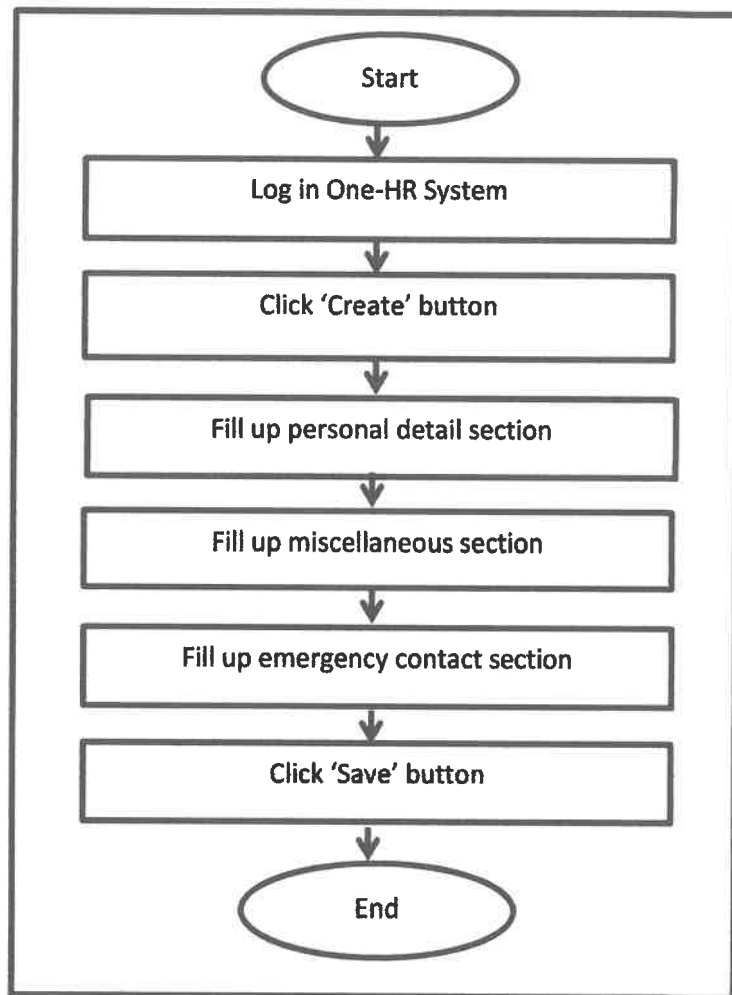 Start
Log in One-HR System
Click ‘Create’ button
Fill up personal detail section
Fill up miscellaneous section
Fill up emergency contact section
Click ‘Save’ button
End